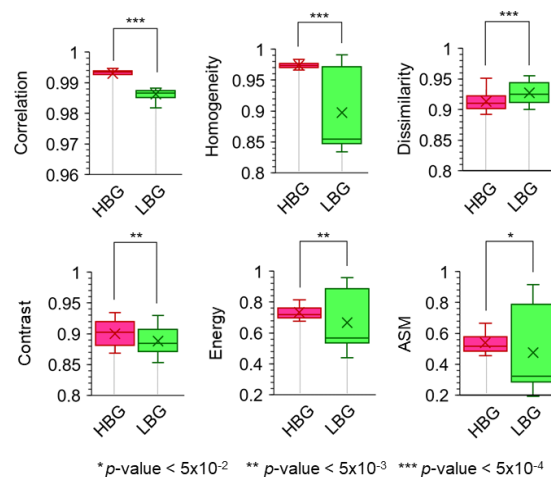 ***
***
***
Correlation
1
0.99
0.98
0.97
0.96
HBG
LBG
Homogeneity
1
0.95
0.9
0.85
0.8
HBG
LBG
Dissimilarity
1
0.95
0.9
0.85
0.8
HBG
LBG
**
**
*
Contrast
1
0.95
0.9
0.85
0.8
HBG
LBG
Energy
1
0.8
0.6
0.4
0.2
HBG
LBG
ASM
1
0.8
0.6
0.4
0.2
HBG
LBG
* p-value < 5x10-2 ** p-value < 5x10-3 *** p-value < 5x10-4